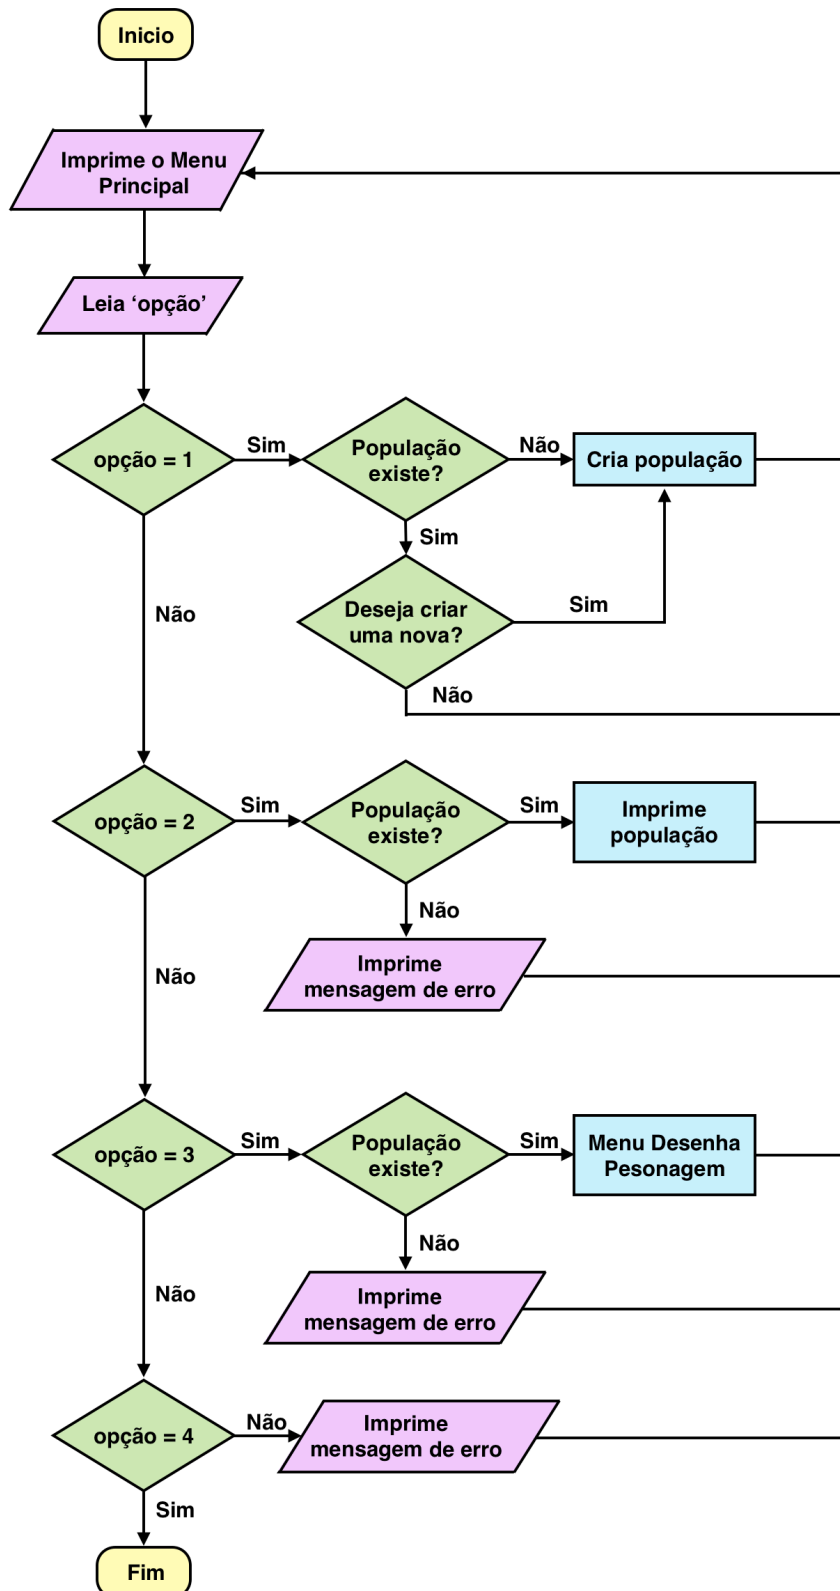 Inicio
Imprime o Menu
Principal
Leia ‘opção’
opção = 1
Sim
População
existe?
Não
Cria população
Sim
Deseja criar
uma nova?
Sim
Não
Não
opção = 2
Sim
População
existe?
Sim
Imprime
população
Não
Imprime
mensagem de erro
Não
opção = 3
Sim
População
existe?
Sim
Menu Desenha
Pesonagem
Não
Imprime
mensagem de erro
Não
opção = 4
Não
Imprime
mensagem de erro
Sim
Fim